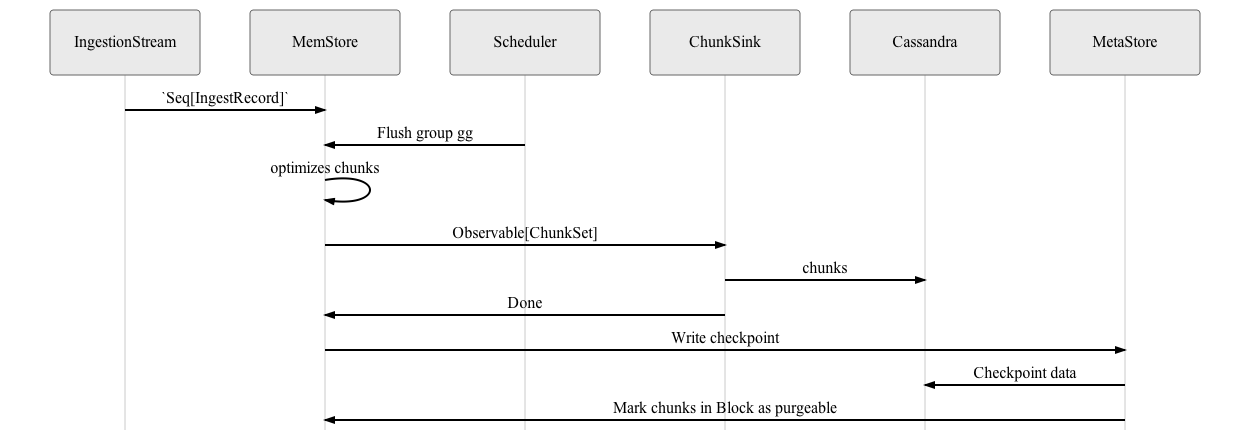 IngestionStream
MemStore
Scheduler
ChunkSink
Cassandra
MetaStore
`Seq[IngestRecord]`
Flush group gg
optimizes chunks
Observable[ChunkSet]
chunks
Done
Write checkpoint
Checkpoint data
Mark chunks in Block as purgeable